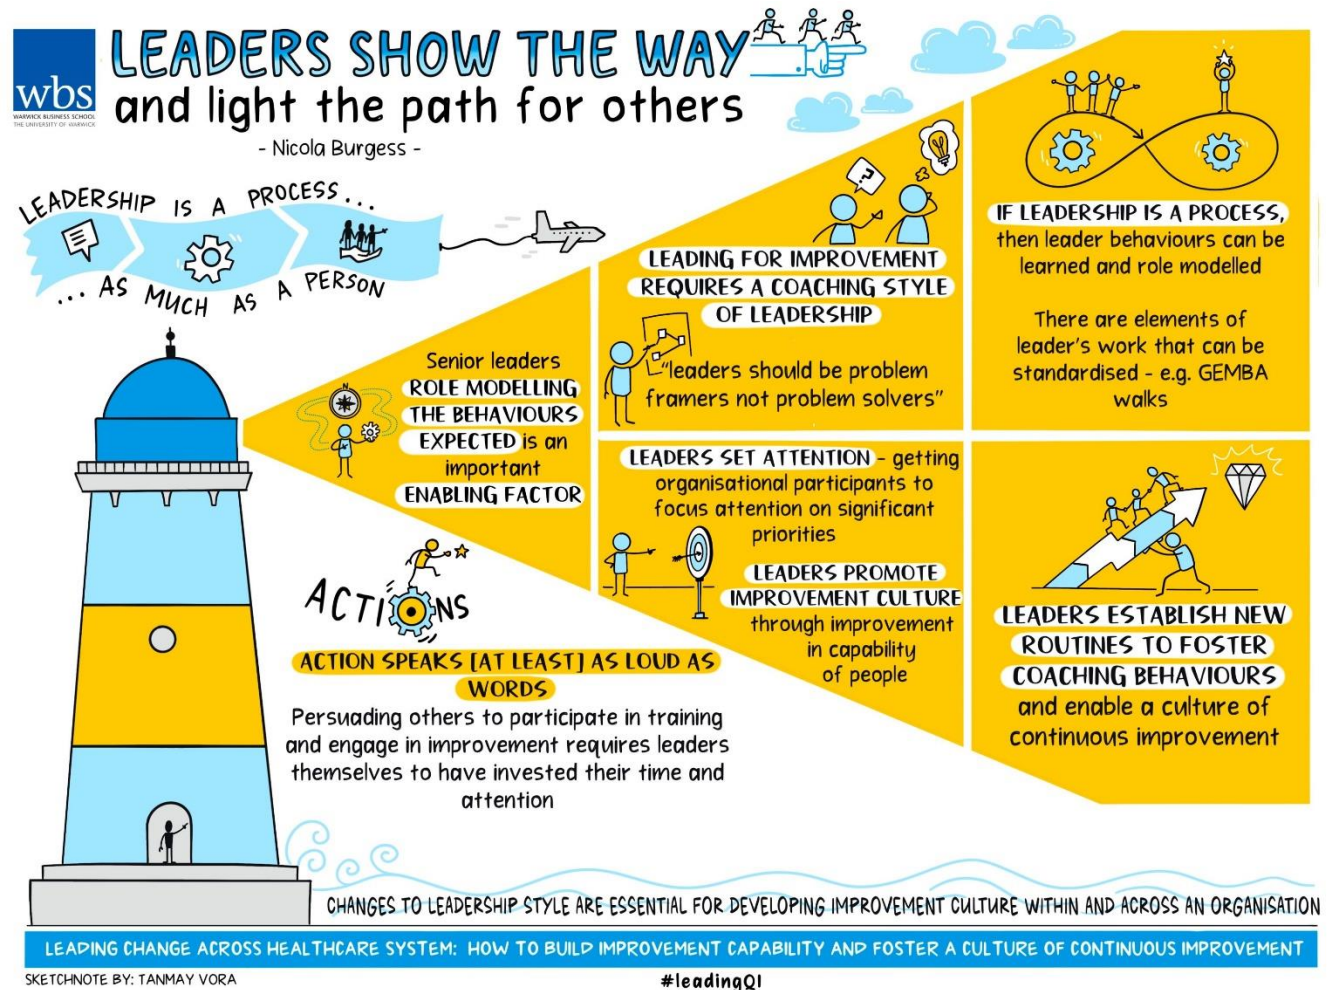 wbs
WARWICK BUSINESS SCHOOL
THE UNIVERSITY OF WARWICK
LEADERS SHOW THE WAY
and light the path for others
- Nicola Burgess -
LEADERSHIP IS A PROCESS...
... AS MUCH AS A PERSON
Senior leaders
ROLE MODELLING
THE BEHAVIOURS
EXPECTED is an
important
ENABLING FACTOR
N
?
LEADING FOR IMPROVEMENT
REQUIRES A COACHING STYLE
OF LEADERSHIP
"leaders should be problem
framers not problem solvers"
LEADERS SET ATTENTION - getting
organisational participants to
focus attention on significant
priorities
LEADERS PROMOTE
IMPROVEMENT CULTURE
through improvement
in capability
of people
IF LEADERSHIP IS A PROCESS,
then leader behaviours can be
learned and role modelled
There are elements of
leader's work that can be
standardised - e.g. GEMBA
walks
LEADERS ESTABLISH NEW
ROUTINES TO FOSTER
COACHING BEHAVIOURS
and enable a culture of
continuous improvement
ACTIONS
ACTION SPEAKS [AT LEAST] AS LOUD AS
WORDS
Persuading others to participate in training
and engage in improvement requires leaders
themselves to have invested their time and
attention
CHANGES TO LEADERSHIP STYLE ARE ESSENTIAL FOR DEVELOPING IMPROVEMENT CULTURE WITHIN AND ACROSS AN ORGANISATION
LEADING CHANGE ACROSS HEALTHCARE SYSTEM: HOW TO BUILD IMPROVEMENT CAPABILITY AND FOSTER A CULTURE OF CONTINUOUS IMPROVEMENT
SKETCHNOTE BY: TANMAY VORA
#leadingQI